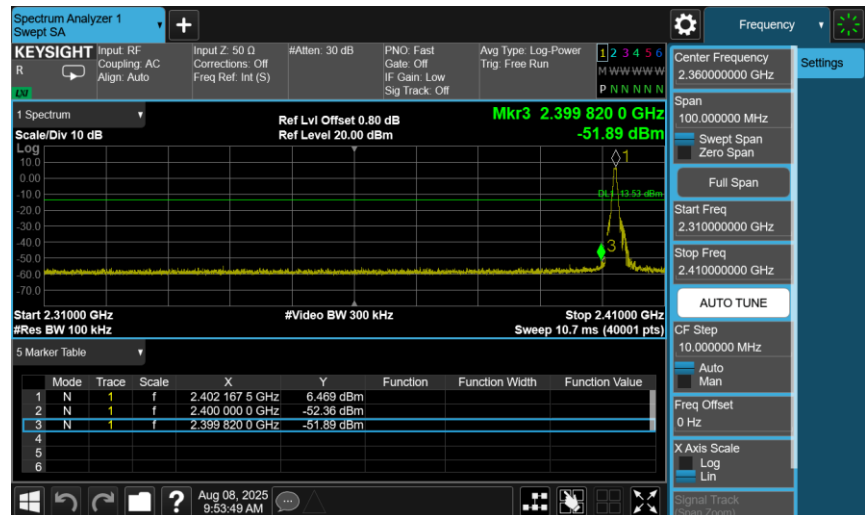 Spectrum Analyzer 1
Swept SA
Frequency
KEYSIGHT
R
LXI
Input: RF
Coupling: AC
Align: Auto
Input Z: 50 Ω
Corrections: Off
Freq Ref: Int (S)
#Atten: 30 dB
PNO: Fast
Gate: Off
IF Gain: Low
Sig Track: Off
Avg Type: Log-Power
Trig: Free Run
1 2 3 4 5 6
M W W W W W
P N N N N N
1 Spectrum
Scale/Div 10 dB
Ref Lvl Offset 0.80 dB
Ref Level 20.00 dBm
Mkr3 2.399 820 0 GHz
-51.89 dBm
Log
10.0
0.00
-10.0
-20.0
-30.0
-40.0
-50.0
-60.0
-70.0
1
DL1 -13.53 dBm
3
Start 2.31000 GHz
#Res BW 100 kHz
#Video BW 300 kHz
Stop 2.41000 GHz
Sweep 10.7 ms (40001 pts)
5 Marker Table
Mode Trace Scale X Y Function Function Width Function Value
1 N 1 f 2.402 167 5 GHz 6.469 dBm
2 N 1 f 2.400 000 0 GHz -52.36 dBm
3 N 1 f 2.399 820 0 GHz -51.89 dBm
4
5
6
?
Aug 08, 2025
9:53:49 AM
Center Frequency
2.360000000 GHz
Span
100.000000 MHz
Swept Span
Zero Span
Full Span
Start Freq
2.310000000 GHz
Stop Freq
2.410000000 GHz
AUTO TUNE
CF Step
10.000000 MHz
Auto
Man
Freq Offset
0 Hz
X Axis Scale
Log
Lin
Signal Track
(Span Zoom)
Settings